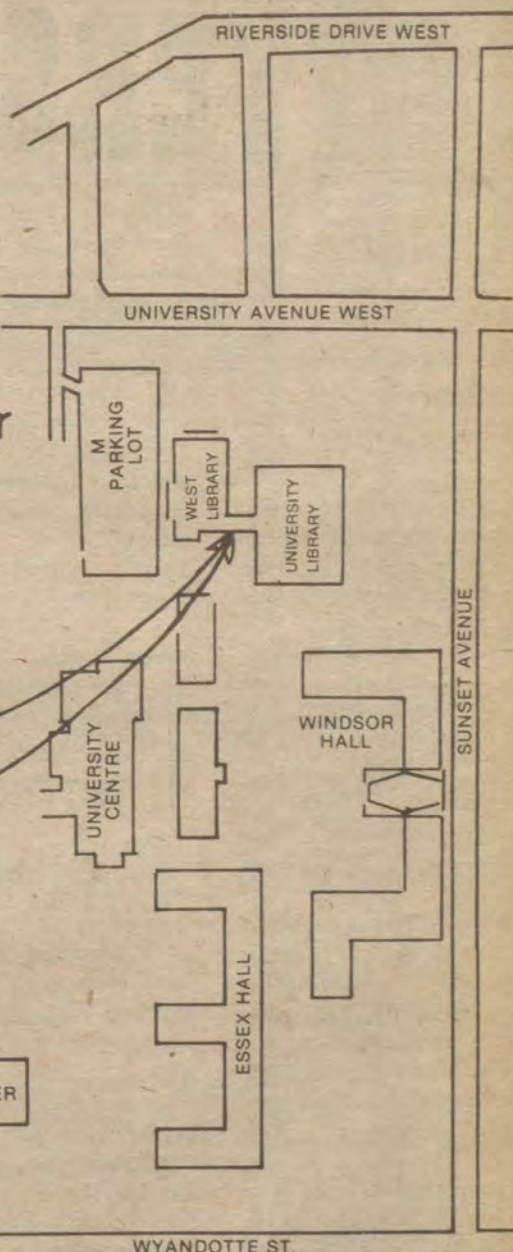 RIVERSIDE DRIVE WEST
UNIVERSITY AVENUE WEST
M
PARKING
LOT
WEST
LIBRARY
UNIVERSITY
LIBRARY
SUNSET AVENUE
WINDSOR
HALL
UNIVERSITY
CENTRE
ESSEX HALL
ER
WYANDOTTE ST.